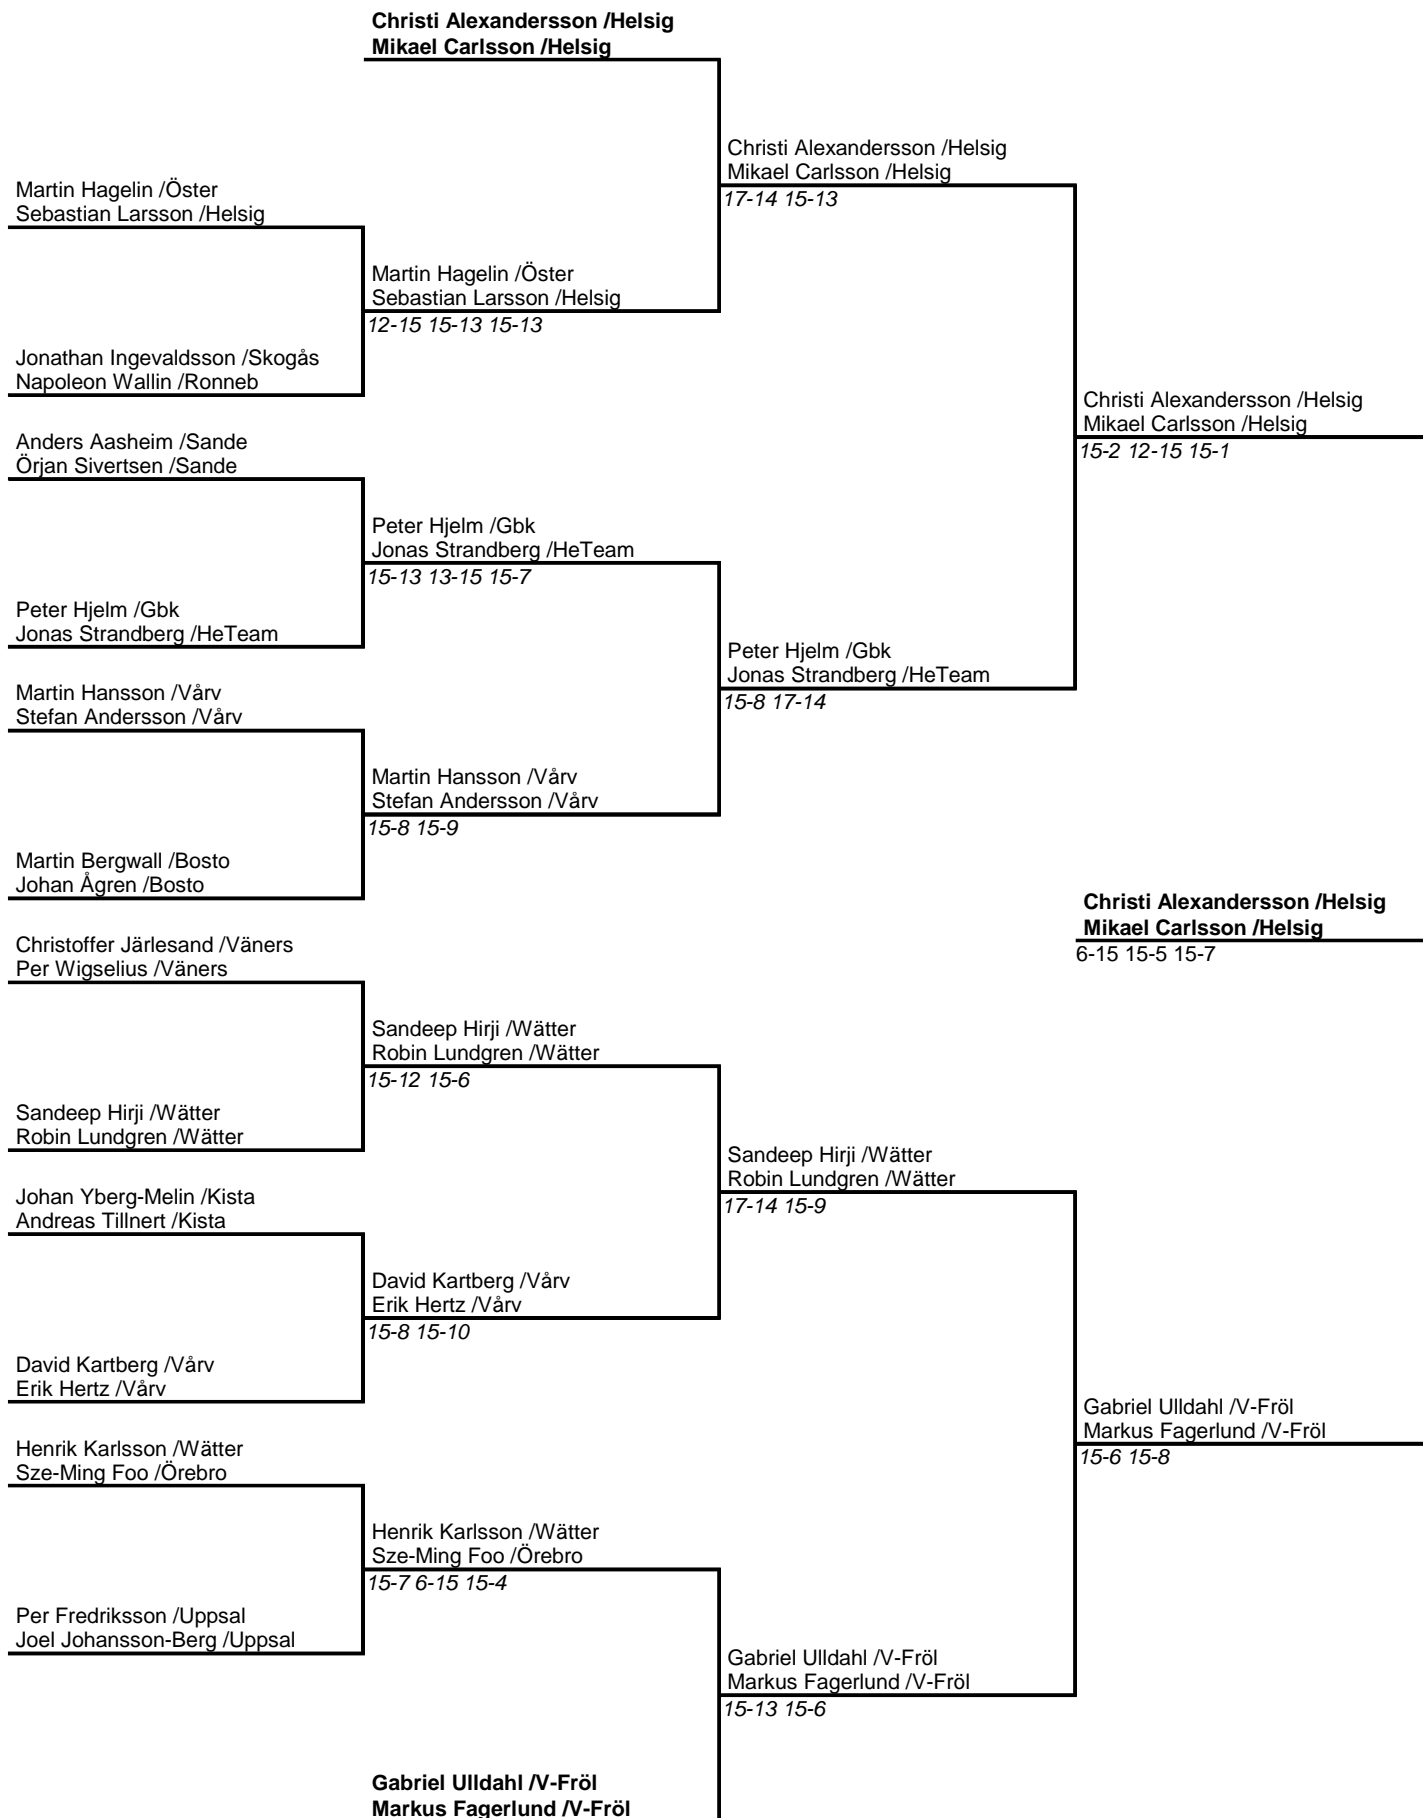 Christi Alexandersson /Helsig
Mikael Carlsson /Helsig
Christi Alexandersson /Helsig
Mikael Carlsson /Helsig
17-14 15-13
Martin Hagelin /Öster
Sebastian Larsson /Helsig
Martin Hagelin /Öster
Sebastian Larsson /Helsig
12-15 15-13 15-13
Jonathan Ingevaldsson /Skogås
Napoleon Wallin /Ronneb
Christi Alexandersson /Helsig
Mikael Carlsson /Helsig
15-2 12-15 15-1
Anders Aasheim /Sande
Örjan Sivertsen /Sande
Peter Hjelm /Gbk
Jonas Strandberg /HeTeam
15-13 13-15 15-7
Peter Hjelm /Gbk
Jonas Strandberg /HeTeam
Peter Hjelm /Gbk
Jonas Strandberg /HeTeam
15-8 17-14
Martin Hansson /Vårv
Stefan Andersson /Vårv
Martin Hansson /Vårv
Stefan Andersson /Vårv
15-8 15-9
Martin Bergwall /Bosto
Johan Ågren /Bosto
Christi Alexandersson /Helsig
Mikael Carlsson /Helsig
6-15 15-5 15-7
Christoffer Järlesand /Väners
Per Wigselius /Väners
Sandeep Hirji /Wätter
Robin Lundgren /Wätter
15-12 15-6
Sandeep Hirji /Wätter
Robin Lundgren /Wätter
Sandeep Hirji /Wätter
Robin Lundgren /Wätter
17-14 15-9
Johan Yberg-Melin /Kista
Andreas Tillnert /Kista
David Kartberg /Vårv
Erik Hertz /Vårv
15-8 15-10
David Kartberg /Vårv
Erik Hertz /Vårv
Gabriel Ulldahl /V-Fröl
Markus Fagerlund /V-Fröl
15-6 15-8
Henrik Karlsson /Wätter
Sze-Ming Foo /Örebro
Henrik Karlsson /Wätter
Sze-Ming Foo /Örebro
15-7 6-15 15-4
Per Fredriksson /Uppsal
Joel Johansson-Berg /Uppsal
Gabriel Ulldahl /V-Fröl
Markus Fagerlund /V-Fröl
15-13 15-6
Gabriel Ulldahl /V-Fröl
Markus Fagerlund /V-Fröl